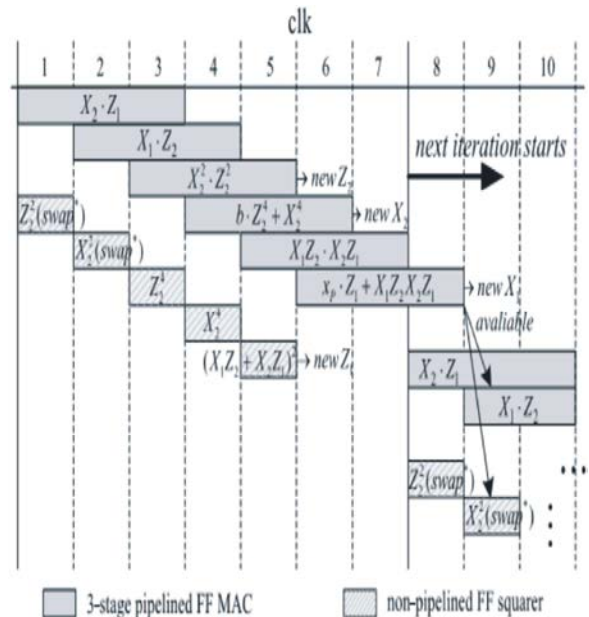 clk
1 2 3 4 5 6 7 8 9 10
X₂·Z₁
X₁·Z₂
next iteration starts
X₂²·Z₂² → new Z₂
Z₂²(swap*) b·Z₂⁴+X₂⁴ → new X₂
X₂²(swap*) X₁Z₂·X₂Z₁
Z₂⁴ xₚ·Z₁+X₁Z₂X₂Z₁ → new X₁
avaliable
X₂⁴
(X₁Z₂+X₂Z₁)² → new Z₁
X₂·Z₁
X₁·Z₂
Z₂²(swap*) ...
X₂²(swap*)
3-stage pipelined FF MAC non-pipelined FF squarer